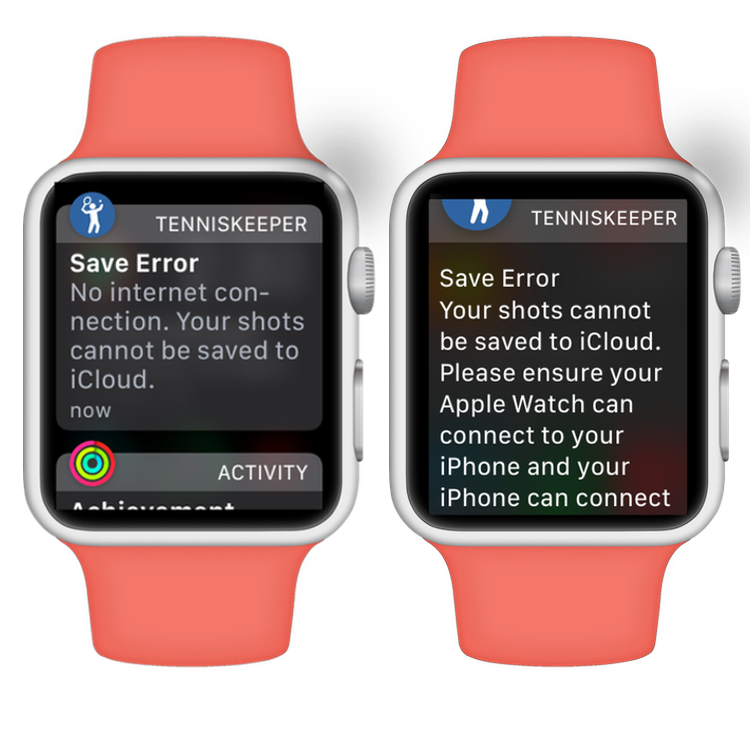 TENNISKEEPER
Save Error
No internet con-
nection. Your shots
cannot be saved to
iCloud.
now
ACTIVITY
Achievement
TENNISKEEPER
Save Error
Your shots cannot
be saved to iCloud.
Please ensure your
Apple Watch can
connect to your
iPhone and your
iPhone can connect